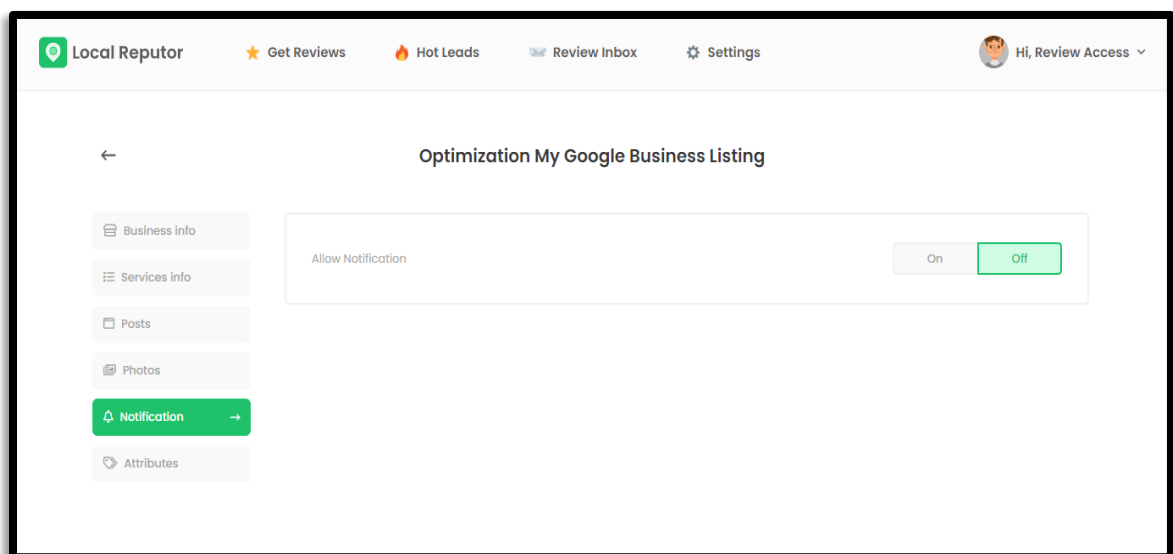 Local Reputor Get Reviews Hot Leads Review Inbox Settings Hi, Review Access
Optimization My Google Business Listing
Business info
Services info
Posts
Photos
Notification
Attributes
Allow Notification On Off